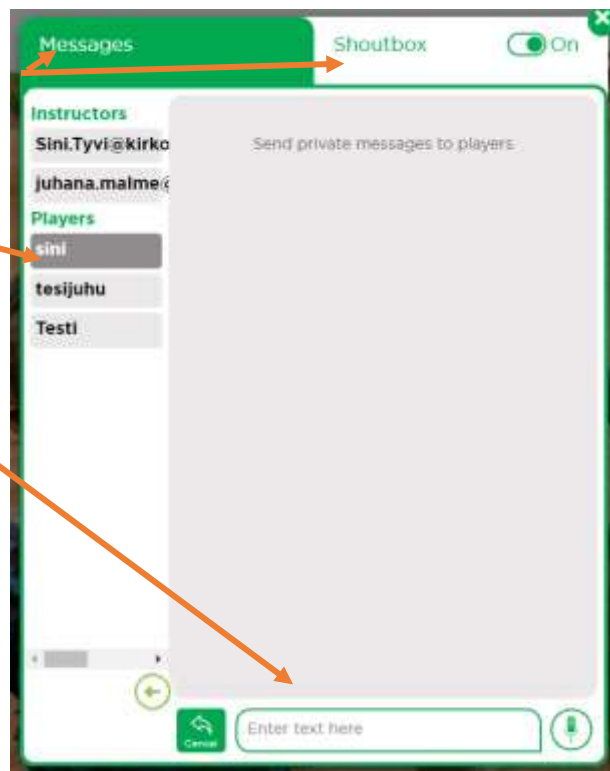 Messages
Shoutbox
On
Instructors
Sini.Tyvi@kirko
juhana.malme@
Players
sini
tesijuhu
Testi
Send private messages to players
Cancel
Enter text here